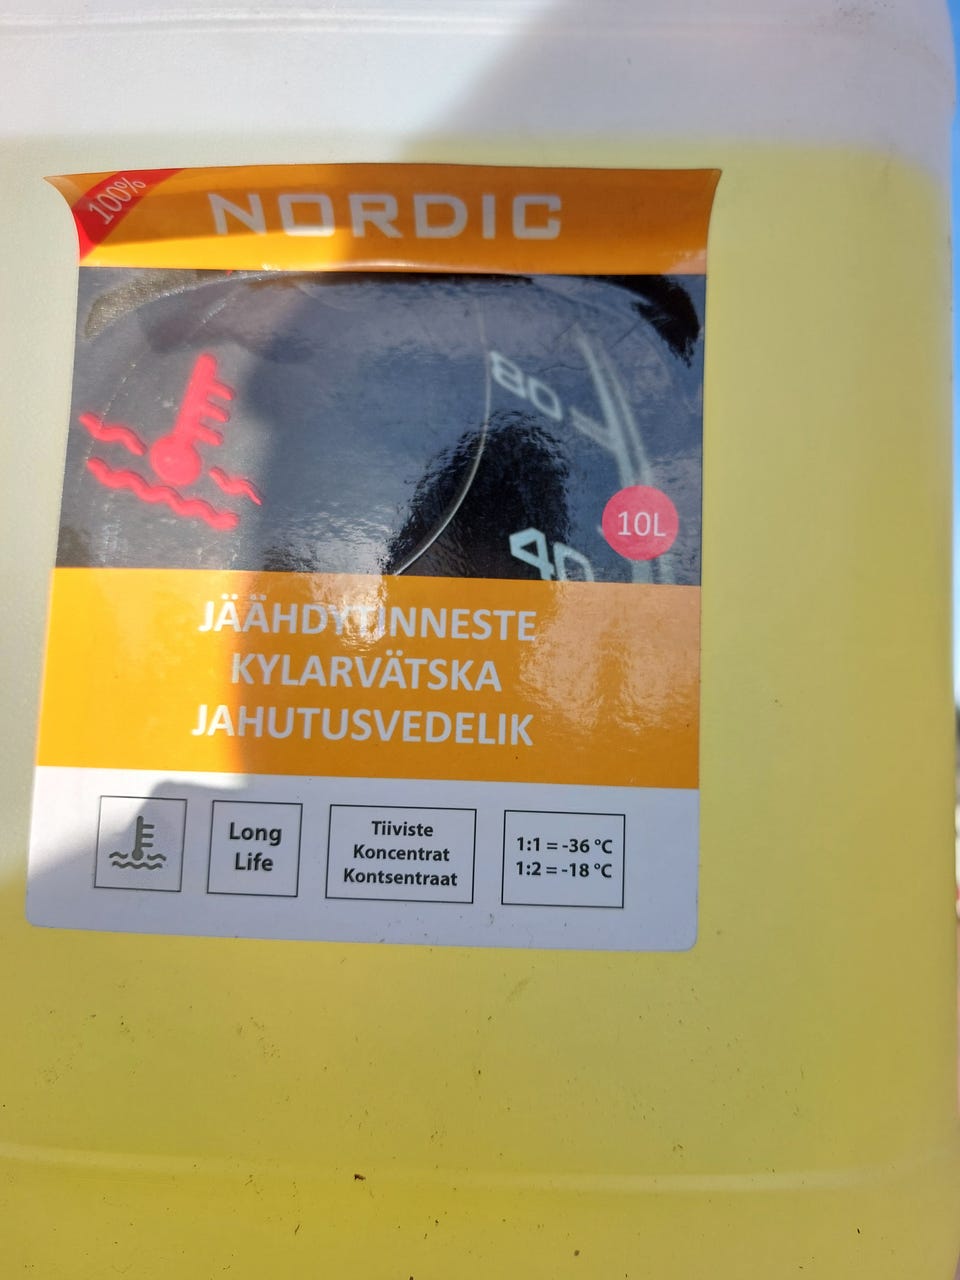 100%
NORDIC
80
10L
40
JÄÄHDYTINNESTE
KYLARVÄTSKA
JAHUTUSVEDELIK
Long
Life
Tiiviste
Koncentrat
Kontsentraat
1:1 = -36 °C
1:2 = -18 °C